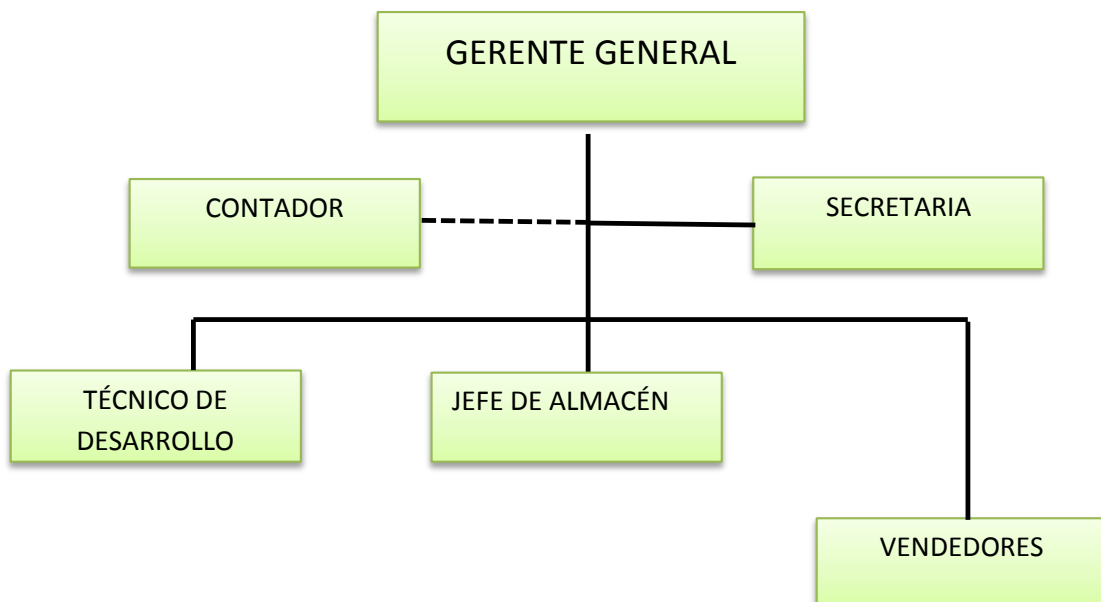 GERENTE GENERAL
CONTADOR
SECRETARIA
TÉCNICO DE
DESARROLLO
JEFE DE ALMACÉN
VENDEDORES